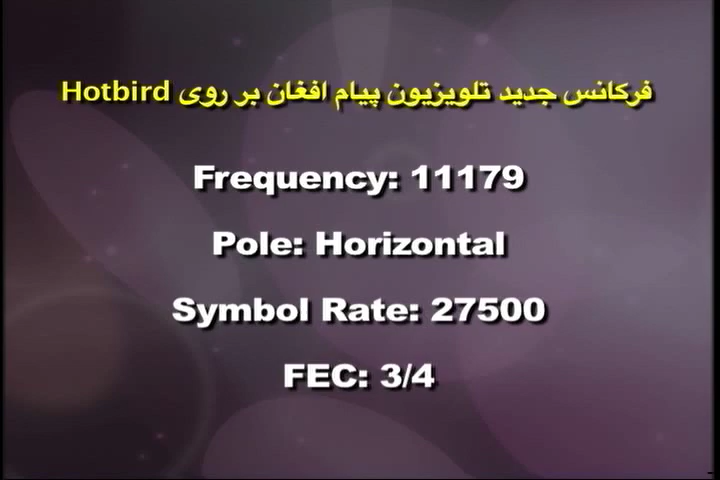 فرکانس جدید تلویزیون پیام افغان بر روی Hotbird
Frequency: 11179
Pole: Horizontal
Symbol Rate: 27500
FEC: 3/4